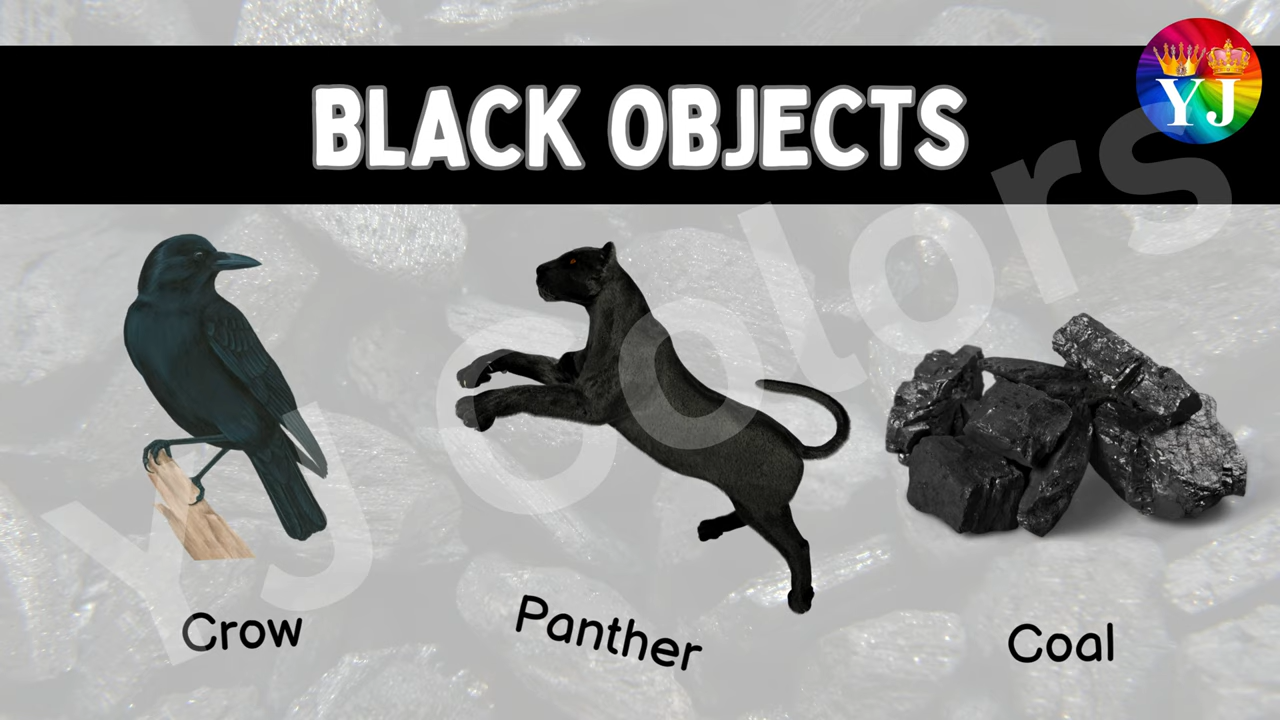 BLACK OBJECTS
YJ
YJ Colors
Crow
Panther
Coal